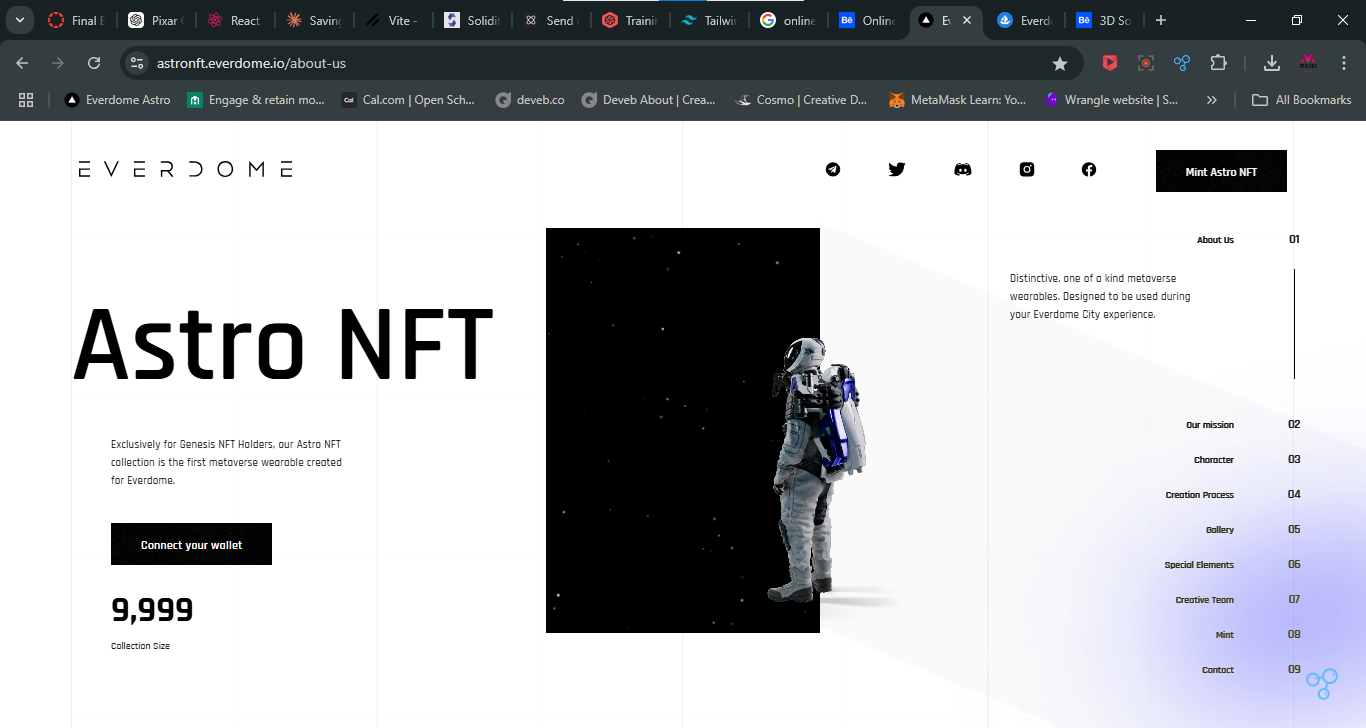 Final E
Pixar (
React
Saving
Vite -
Solidit
Send
Trainin
Tailwin
online
Online
Ev
Everdo
3D So
astronft.everdome.io/about-us
Everdome Astro
Engage & retain mo...
Cal.com | Open Sch...
deveb.co
Deveb About | Crea...
Cosmo | Creative D...
MetaMask Learn: Yo...
Wrangle website | S...
All Bookmarks
EVERDOME
Mint Astro NFT
About Us 01
Distinctive, one of a kind metaverse
wearables. Designed to be used during
your Everdome City experience.
Astro NFT
Exclusively for Genesis NFT Holders, our Astro NFT
collection is the first metaverse wearable created
for Everdome.
Connect your wallet
9,999
Collection Size
Our mission 02
Character 03
Creation Process 04
Gallery 05
Special Elements 06
Creative Team 07
Mint 08
Contact 09